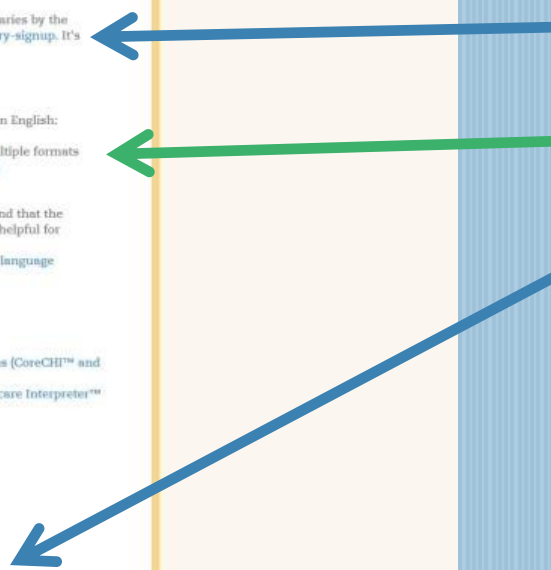 aries by the
ry-signup. It's
n English:
ltiple formats
nd that the
helpful for
language
s (CoreCHI™ and
care Interpreter™